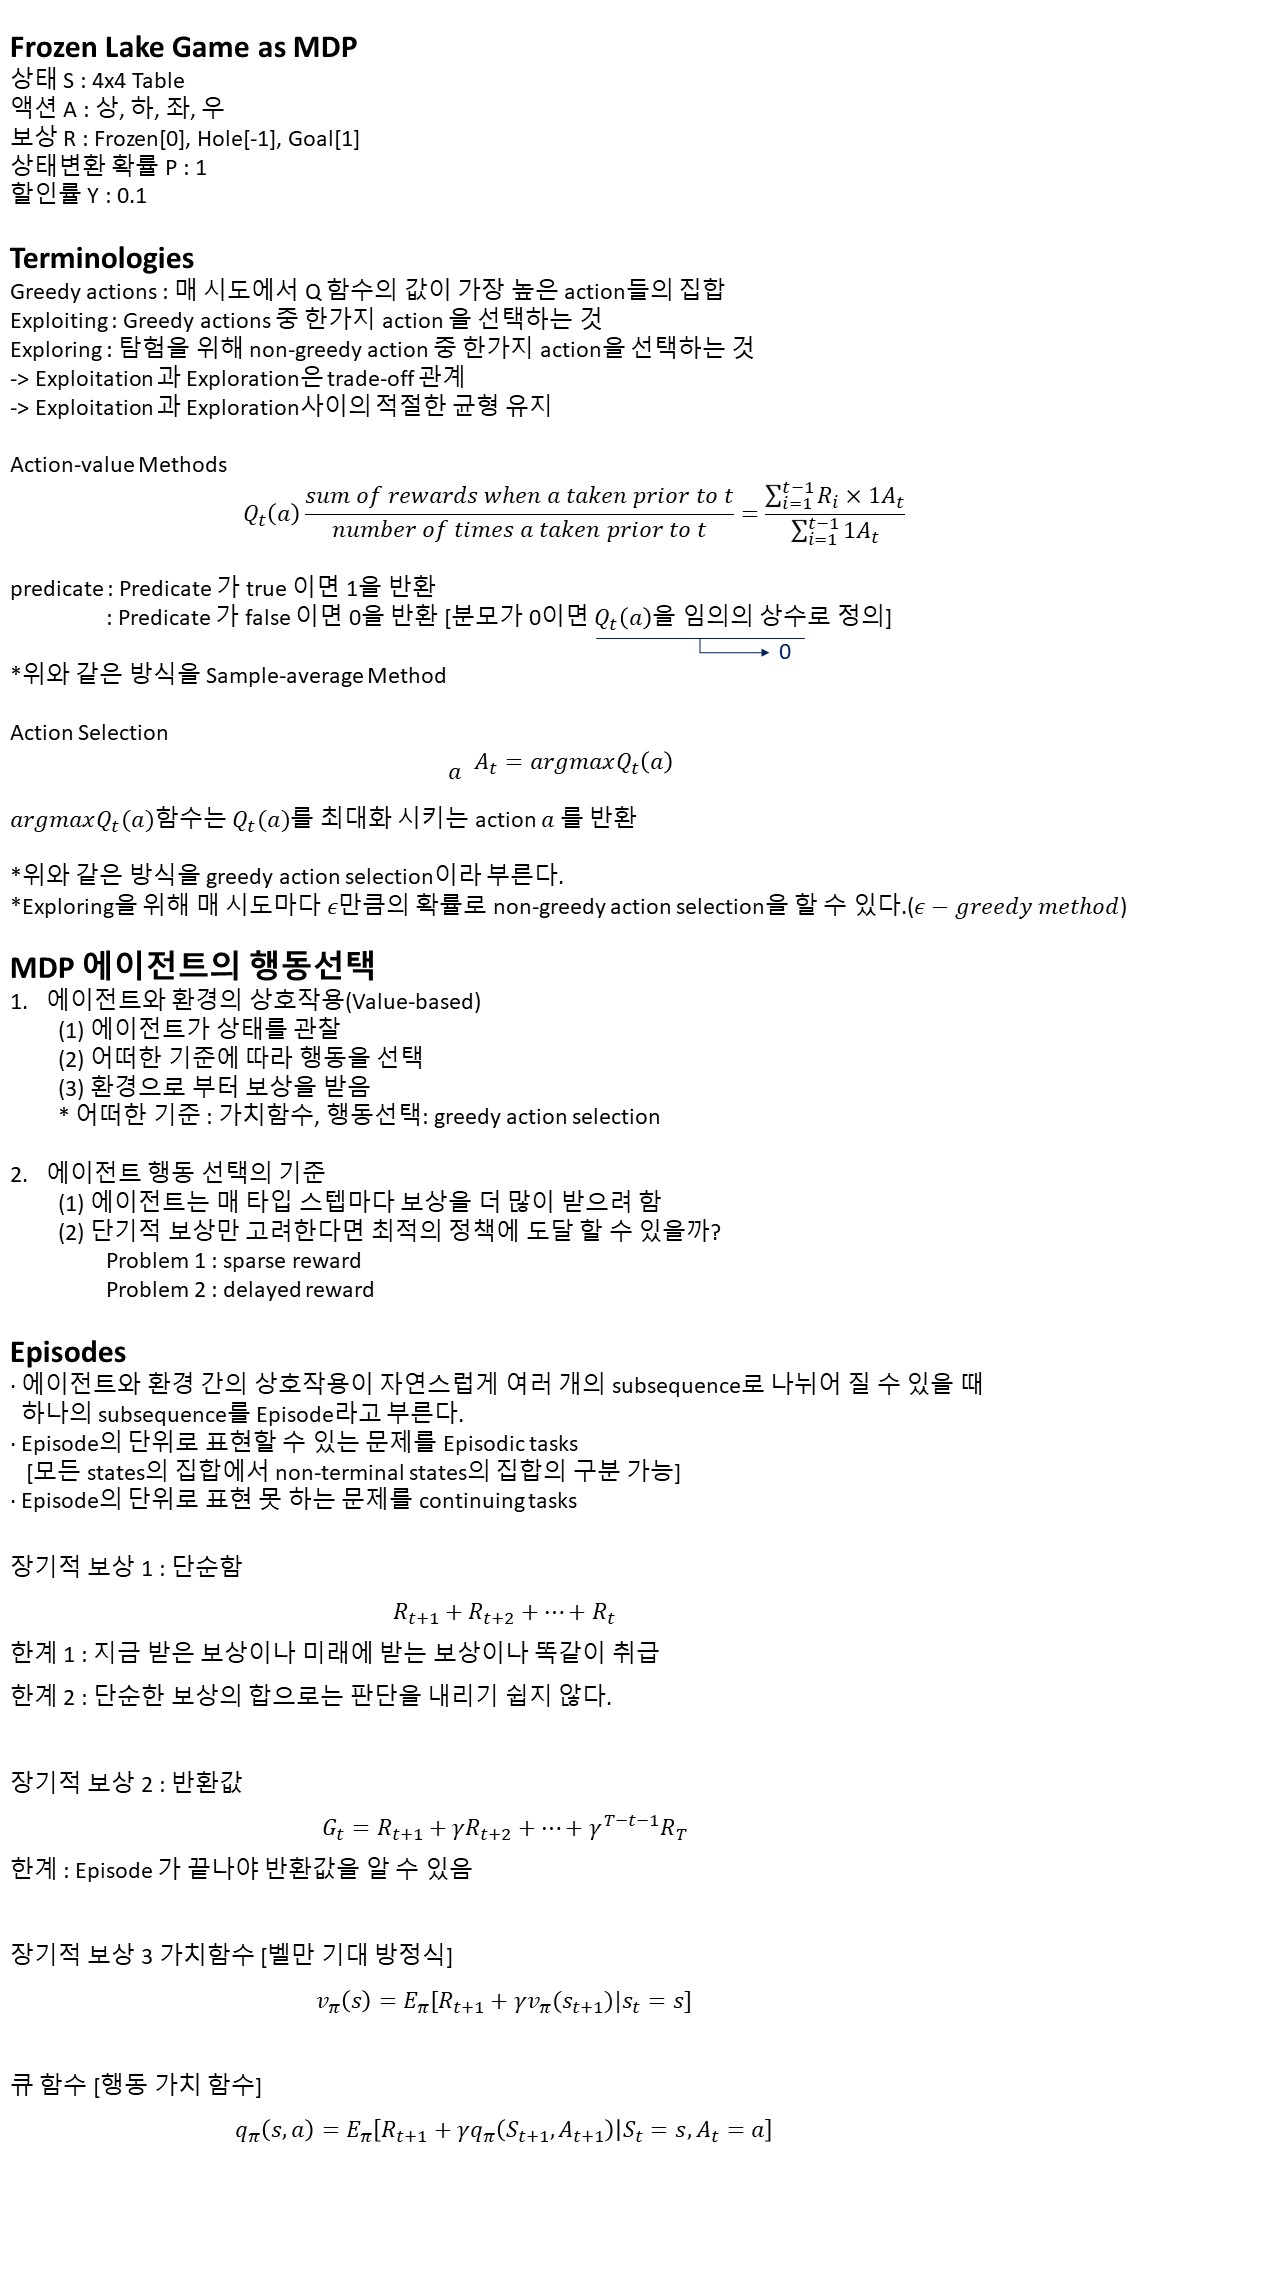 Frozen Lake Game as MDP
상태 S : 4x4 Table
액션 A : 상, 하, 좌, 우
보상 R : Frozen[0], Hole[-1], Goal[1]
상태변환 확률 P : 1
할인률 Y : 0.1
Terminologies
Greedy actions : 매 시도에서 Q 함수의 값이 가장 높은 action들의 집합
Exploiting : Greedy actions 중 한가지 action 을 선택하는 것
Exploring : 탐험을 위해 non-greedy action 중 한가지 action을 선택하는 것
-> Exploitation 과 Exploration은 trade-off 관계
-> Exploitation 과 Exploration사이의 적절한 균형 유지
Action-value Methods
Q_t(a) \frac{sum of rewards when a taken prior to t}{number of times a taken prior to t} = \frac{∑_{i=1}^{t−1} R_i × 1A_t}{∑_{i=1}^{t−1} 1A_t}
predicate : Predicate 가 true 이면 1을 반환
: Predicate 가 false 이면 0을 반환 [분모가 0이면 Q_t(a)을 임의의 상수로 정의]
0
*위와 같은 방식을 Sample-average Method
Action Selection
a A_t = argmaxQ_t(a)
argmaxQ_t(a)함수는 Q_t(a)를 최대화 시키는 action a 를 반환
*위와 같은 방식을 greedy action selection이라 부른다.
*Exploring을 위해 매 시도마다 ϵ만큼의 확률로 non-greedy action selection을 할 수 있다.(ϵ − greedy method)
MDP 에이전트의 행동선택
1. 에이전트와 환경의 상호작용(Value-based)
(1) 에이전트가 상태를 관찰
(2) 어떠한 기준에 따라 행동을 선택
(3) 환경으로 부터 보상을 받음
* 어떠한 기준 : 가치함수, 행동선택: greedy action selection
2. 에이전트 행동 선택의 기준
(1) 에이전트는 매 타입 스텝마다 보상을 더 많이 받으려 함
(2) 단기적 보상만 고려한다면 최적의 정책에 도달 할 수 있을까?
Problem 1 : sparse reward
Problem 2 : delayed reward
Episodes
· 에이전트와 환경 간의 상호작용이 자연스럽게 여러 개의 subsequence로 나뉘어 질 수 있을 때
하나의 subsequence를 Episode라고 부른다.
· Episode의 단위로 표현할 수 있는 문제를 Episodic tasks
[모든 states의 집합에서 non-terminal states의 집합의 구분 가능]
· Episode의 단위로 표현 못 하는 문제를 continuing tasks
장기적 보상 1 : 단순함
R_{t+1} + R_{t+2} + ⋯ + R_t
한계 1 : 지금 받은 보상이나 미래에 받는 보상이나 똑같이 취급
한계 2 : 단순한 보상의 합으로는 판단을 내리기 쉽지 않다.
장기적 보상 2 : 반환값
G_t = R_{t+1} + γR_{t+2} + ⋯ + γ^{T−t−1}R_T
한계 : Episode 가 끝나야 반환값을 알 수 있음
장기적 보상 3 가치함수 [벨만 기대 방정식]
v_π(s) = E_π[R_{t+1} + γv_π(s_{t+1})|s_t = s]
큐 함수 [행동 가치 함수]
q_π(s, a) = E_π[R_{t+1} + γq_π(S_{t+1}, A_{t+1})|S_t = s, A_t = a]